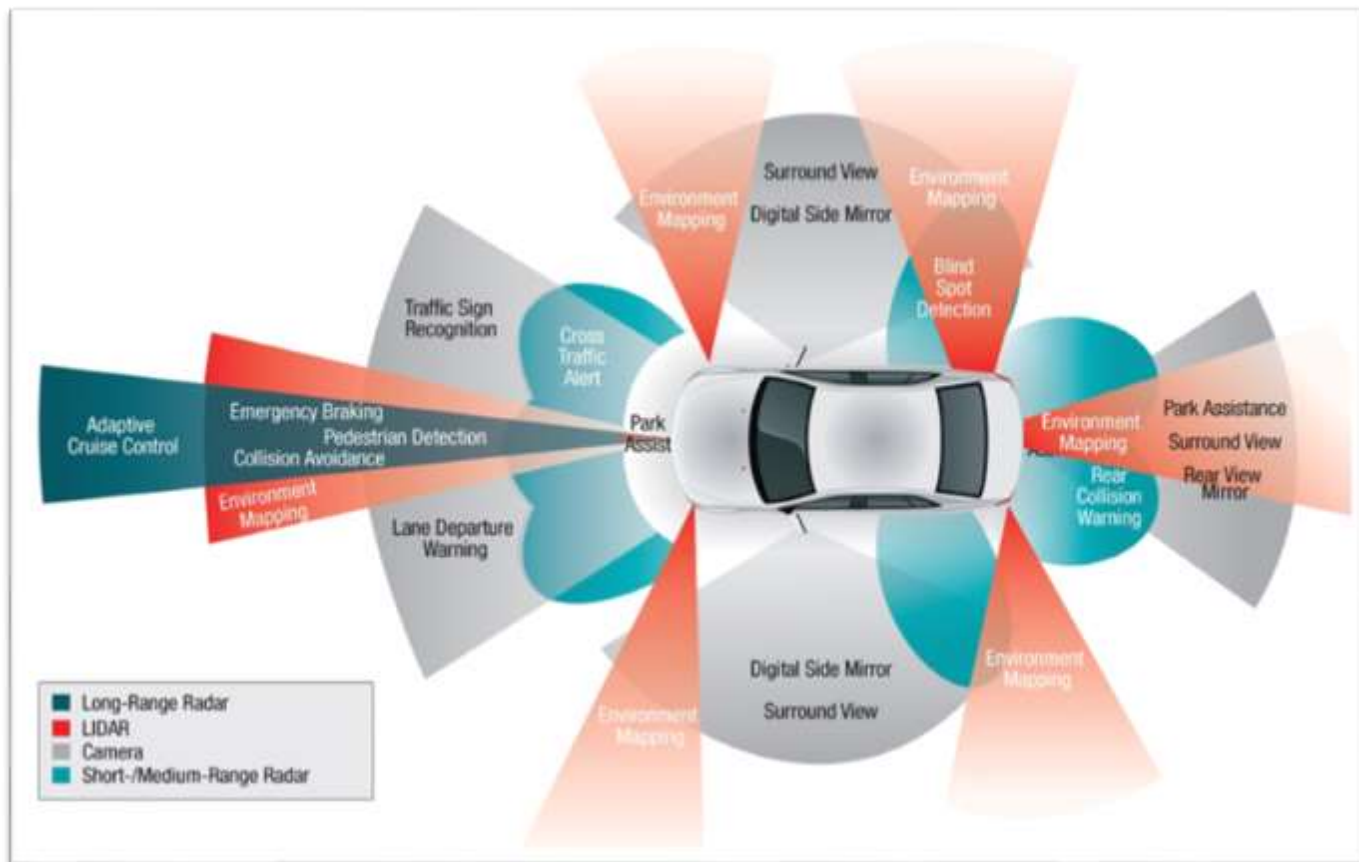 Surround View
Digital Side Mirror
Environment
Mapping
Environment
Mapping
Blind
Spot
Detection
Traffic Sign
Recognition
Cross
Traffic
Alert
Adaptive
Cruise Control
Emergency Braking
Pedestrian Detection
Collision Avoidance
Environment
Mapping
Lane Departure
Warning
Park
Assist
Environment
Mapping
Rear
Collision
Warning
Park Assistance
Surround View
Rear View
Mirror
Environment
Mapping
Digital Side Mirror
Surround View
Environment
Mapping
Long-Range Radar
LIDAR
Camera
Short-/Medium-Range Radar